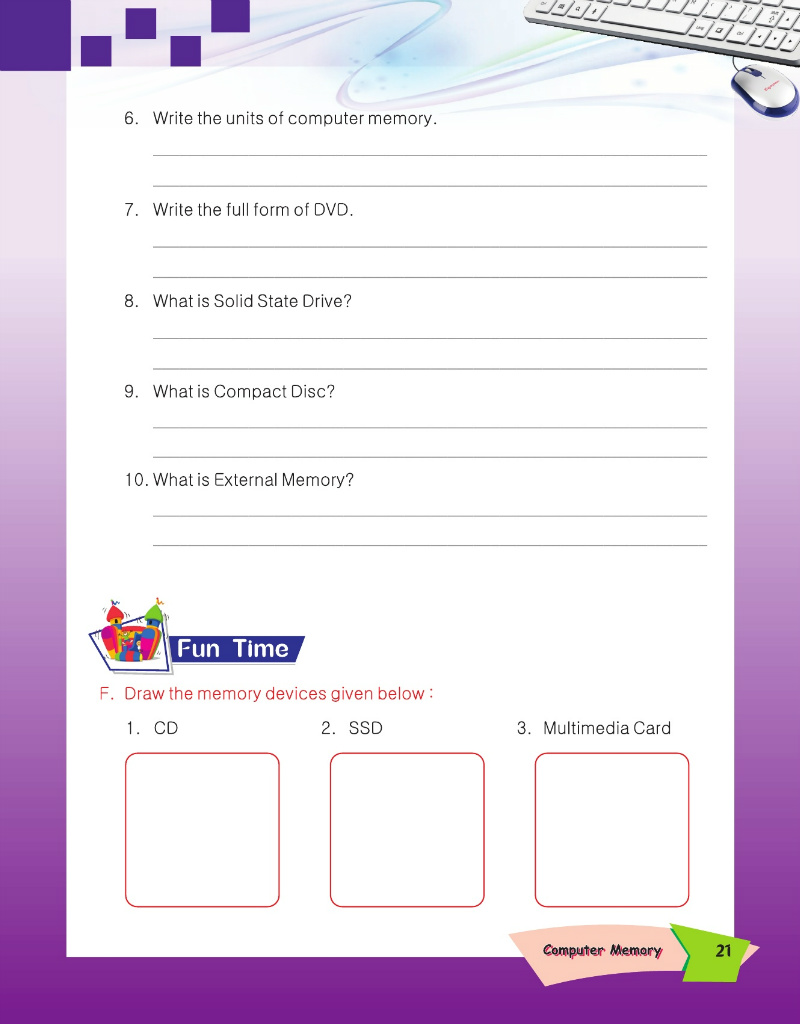 6. Write the units of computer memory.
7. Write the full form of DVD.
8. What is Solid State Drive?
9. What is Compact Disc?
10. What is External Memory?
Fun Time
F. Draw the memory devices given below :
1. CD 2. SSD 3. Multimedia Card
Computer Memory 21